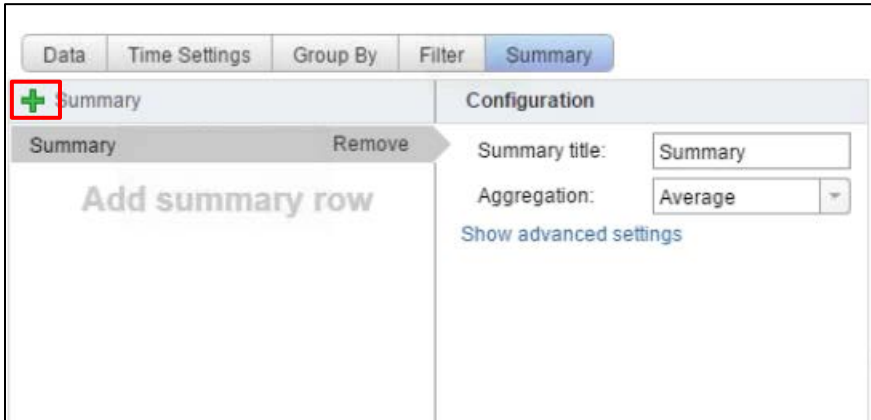 Data Time Settings Group By Filter Summary
Summary
Configuration
Summary Remove
Add summary row
Summary title: Summary
Aggregation: Average
Show advanced settings